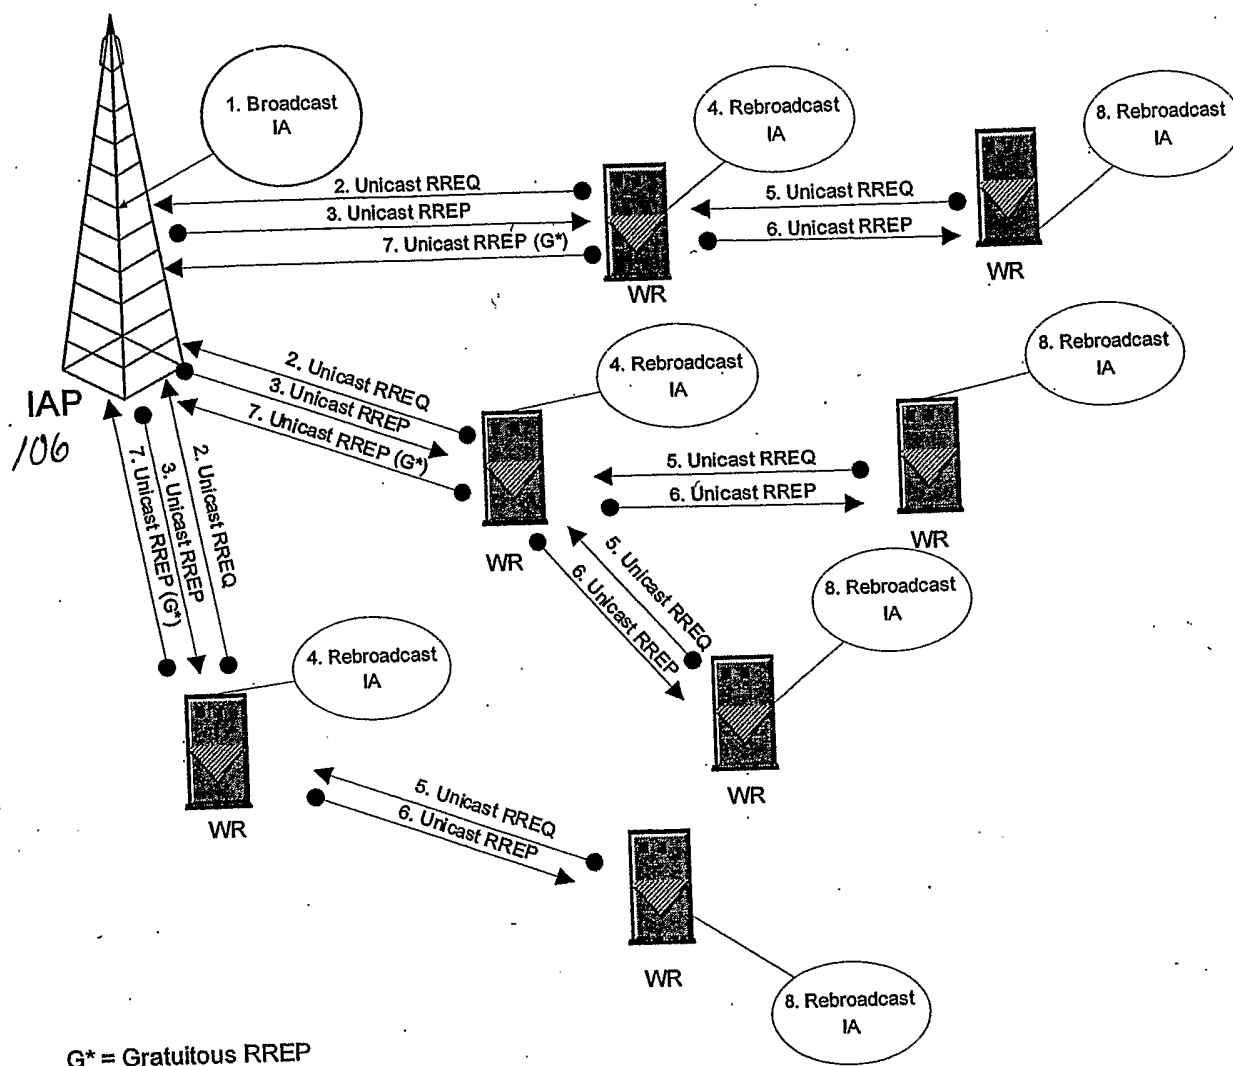 1. Broadcast
IA
4. Rebroadcast
IA
8. Rebroadcast
IA
2. Unicast RREQ
3. Unicast RREP
7. Unicast RREP (G*)
5. Unicast RREQ
6. Unicast RREP
WR
WR
4. Rebroadcast
IA
8. Rebroadcast
IA
2. Unicast RREQ
3. Unicast RREP
7. Unicast RREP (G*)
IAP
106
5. Unicast RREQ
6. Unicast RREP
WR
WR
5. Unicast RREQ
6. Unicast RREP
8. Rebroadcast
IA
2. Unicast RREQ
3. Unicast RREP
7. Unicast RREP (G*)
4. Rebroadcast
IA
WR
WR
5. Unicast RREQ
6. Unicast RREP
WR
8. Rebroadcast
IA
G* = Gratuitous RREP